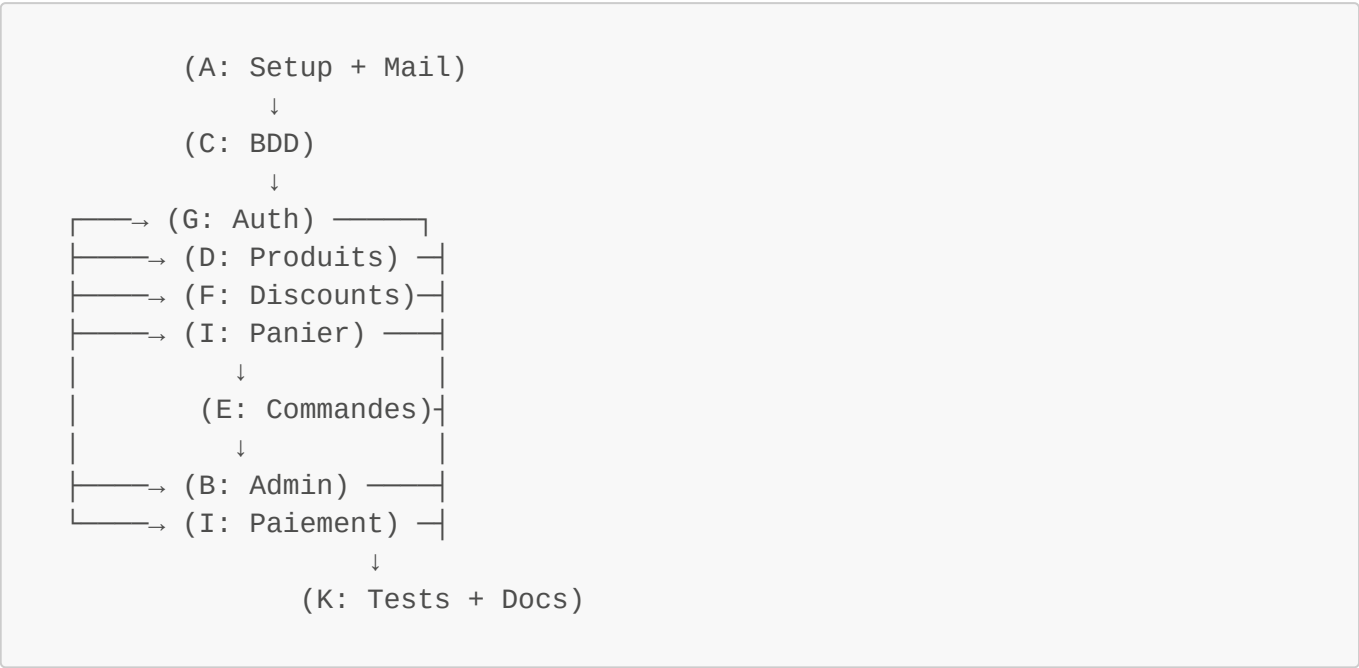 (A: Setup + Mail)
↓
(C: BDD)
↓
┌───→ (G: Auth) ─────┐
├────→ (D: Produits) ─┤
├────→ (F: Discounts)─┤
├────→ (I: Panier) ───┤
│ ↓ │
│ (E: Commandes)┤
│ ↓ │
├────→ (B: Admin) ────┤
└────→ (I: Paiement) ─┤
↓
(K: Tests + Docs)